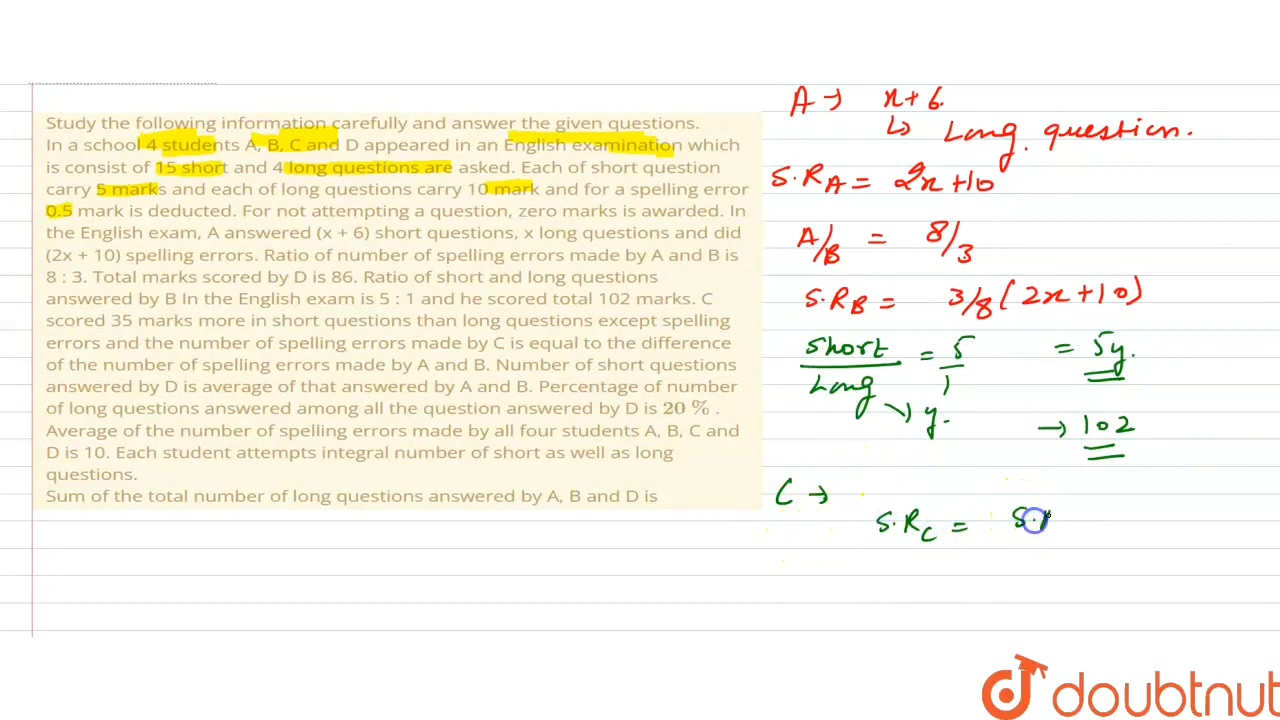 Study the following information carefully and answer the given questions.
In a school 4 students A, B, C and D appeared in an English examination which
is consist of 15 short and 4 long questions are asked. Each of short question
carry 5 marks and each of long questions carry 10 mark and for a spelling error
0.5 mark is deducted. For not attempting a question, zero marks is awarded. In
the English exam, A answered (x + 6) short questions, x long questions and did
(2x + 10) spelling errors. Ratio of number of spelling errors made by A and B is
8 : 3. Total marks scored by D is 86. Ratio of short and long questions
answered by B In the English exam is 5 : 1 and he scored total 102 marks. C
scored 35 marks more in short questions than long questions except spelling
errors and the number of spelling errors made by C is equal to the difference
of the number of spelling errors made by A and B. Number of short questions
answered by D is average of that answered by A and B. Percentage of number
of long questions answered among all the question answered by D is 20 % .
Average of the number of spelling errors made by all four students A, B, C and
D is 10. Each student attempts integral number of short as well as long
questions.
Sum of the total number of long questions answered by A, B and D is
A → x + 6.
↳ Long question.
S.R_A = 2x + 10
A/B = 8/3
S.R_B = 3/8 (2x + 10)
Short/Long = 5/1 = 5y.
↘ y. → 102
C →
S.R_C = S.
doubtnut